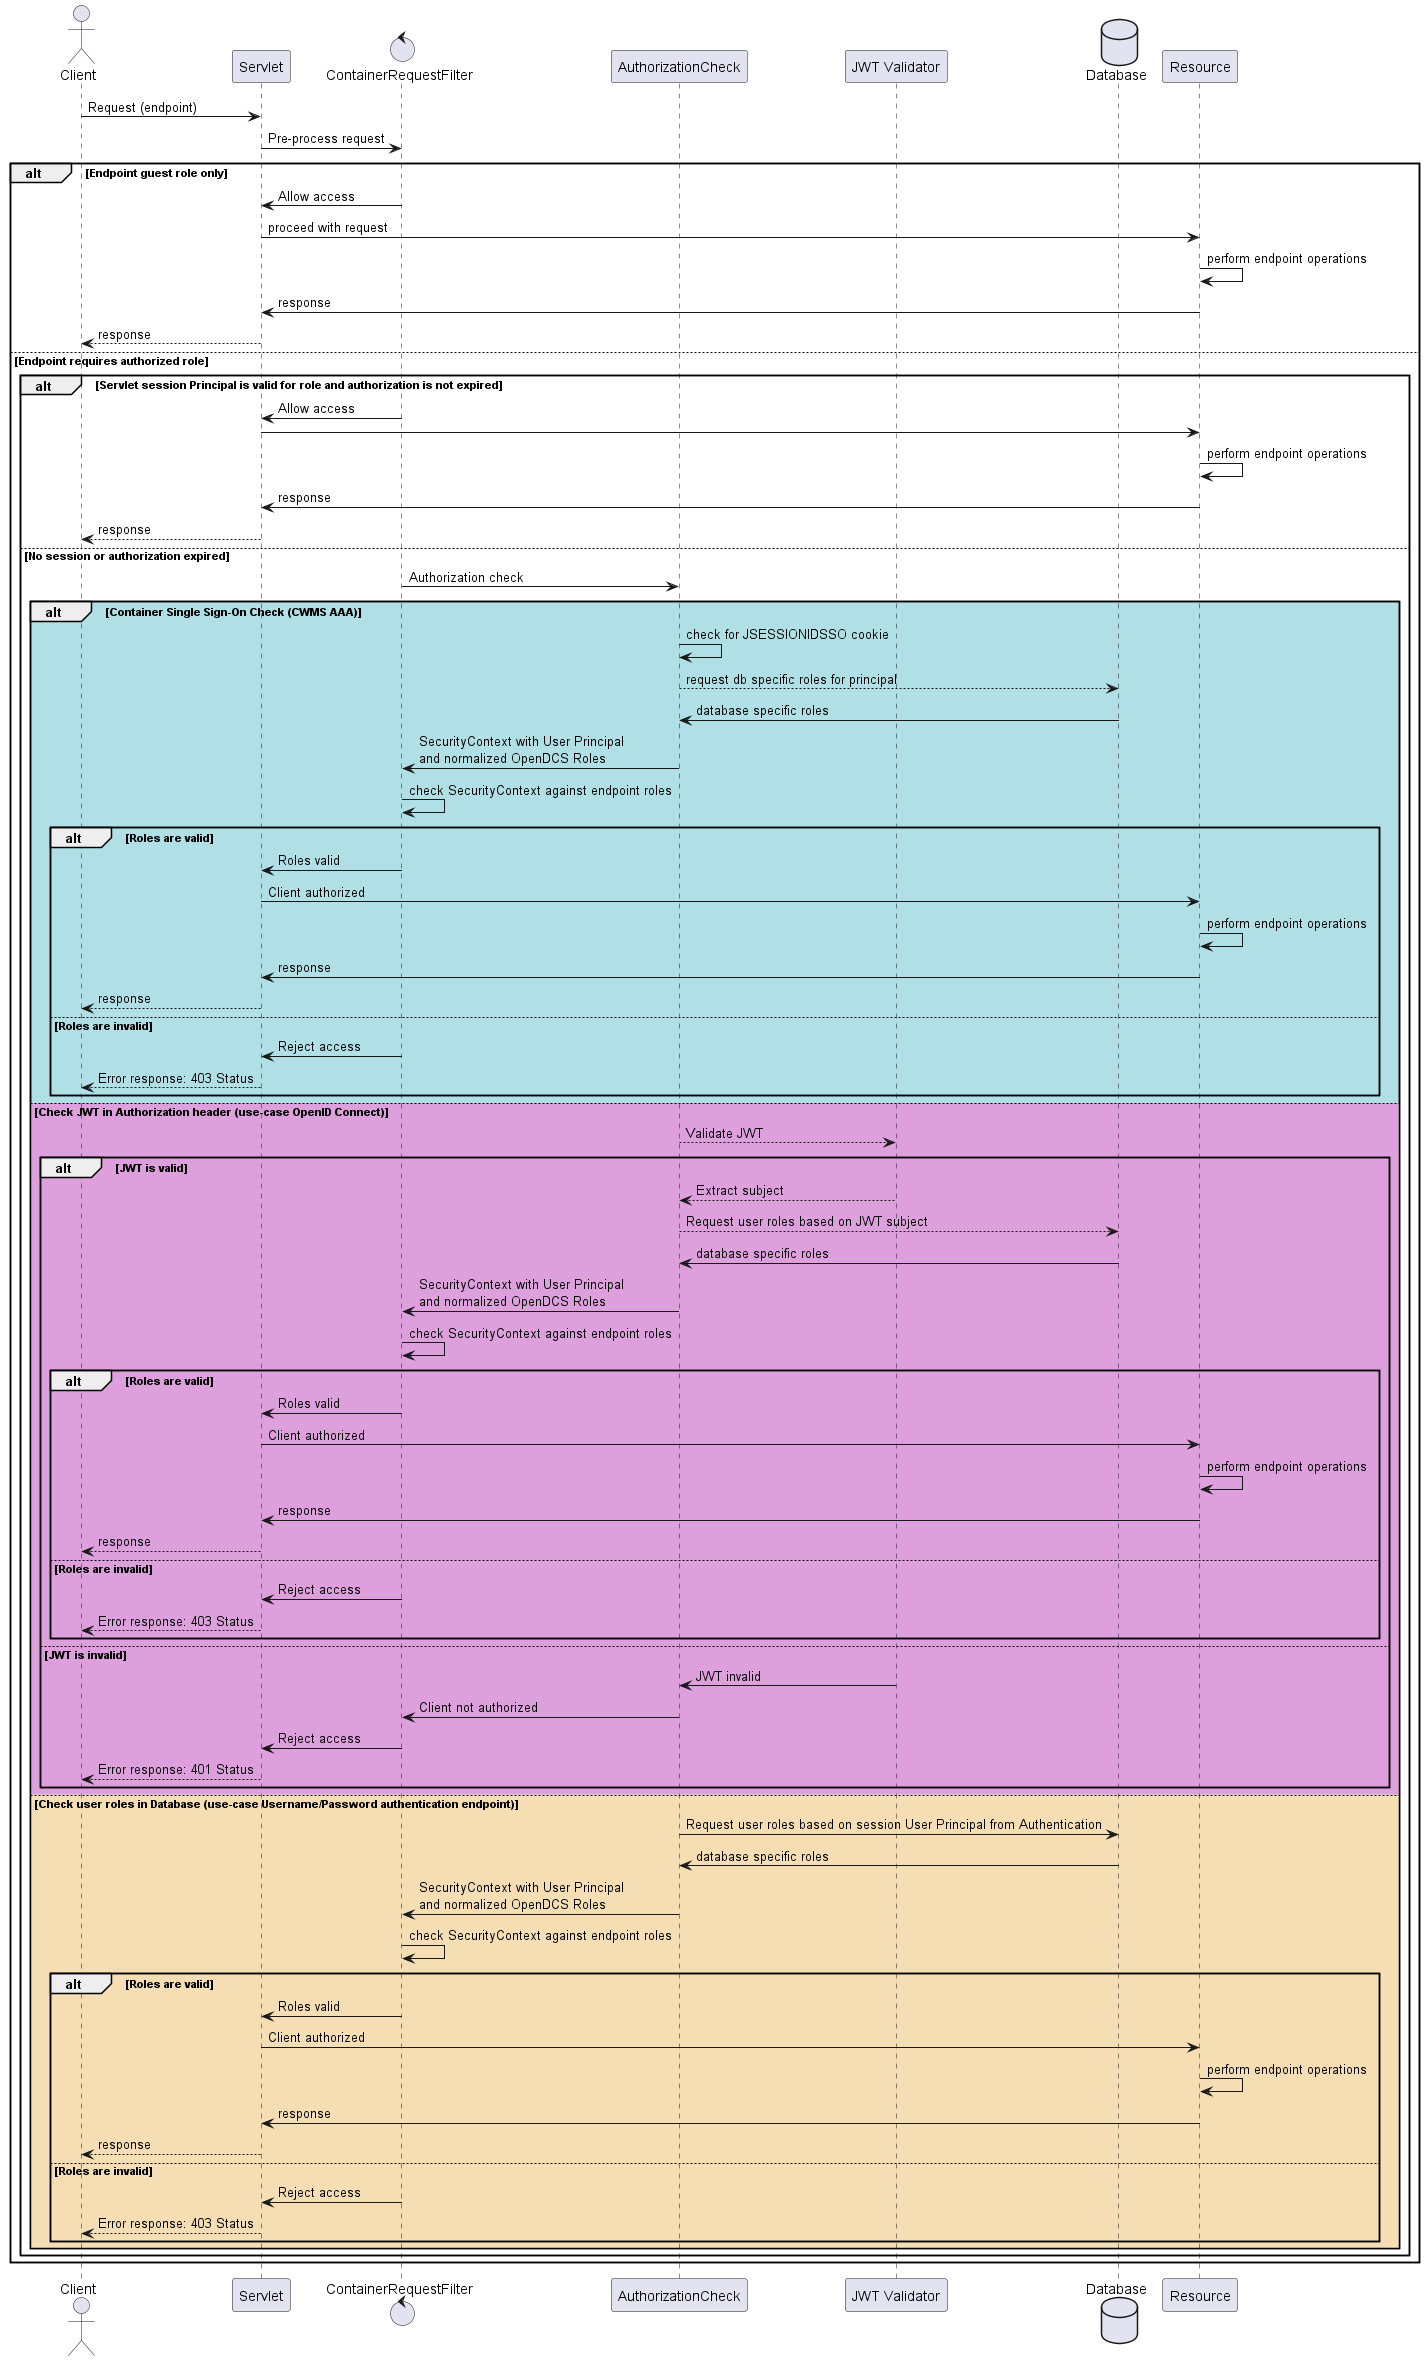 Client
Servlet
ContainerRequestFilter
AuthorizationCheck
JWT Validator
Database
Resource
Request (endpoint)
Pre-process request
alt
[Endpoint guest role only]
Allow access
proceed with request
perform endpoint operations
response
response
[Endpoint requires authorized role]
alt
[Servlet session Principal is valid for role and authorization is not expired]
Allow access
perform endpoint operations
response
response
[No session or authorization expired]
Authorization check
alt
[Container Single Sign-On Check (CWMS AAA)]
check for JSESSIONIDSSO cookie
request db specific roles for principal
database specific roles
SecurityContext with User Principal
and normalized OpenDCS Roles
check SecurityContext against endpoint roles
alt
[Roles are valid]
Roles valid
Client authorized
perform endpoint operations
response
response
[Roles are invalid]
Reject access
Error response: 403 Status
[Check JWT in Authorization header (use-case OpenID Connect)]
Validate JWT
alt
[JWT is valid]
Extract subject
Request user roles based on JWT subject
database specific roles
SecurityContext with User Principal
and normalized OpenDCS Roles
check SecurityContext against endpoint roles
alt
[Roles are valid]
Roles valid
Client authorized
perform endpoint operations
response
response
[Roles are invalid]
Reject access
Error response: 403 Status
[JWT is invalid]
JWT invalid
Client not authorized
Reject access
Error response: 401 Status
[Check user roles in Database (use-case Username/Password authentication endpoint)]
Request user roles based on session User Principal from Authentication
database specific roles
SecurityContext with User Principal
and normalized OpenDCS Roles
check SecurityContext against endpoint roles
alt
[Roles are valid]
Roles valid
Client authorized
perform endpoint operations
response
response
[Roles are invalid]
Reject access
Error response: 403 Status
Client
Servlet
ContainerRequestFilter
AuthorizationCheck
JWT Validator
Database
Resource